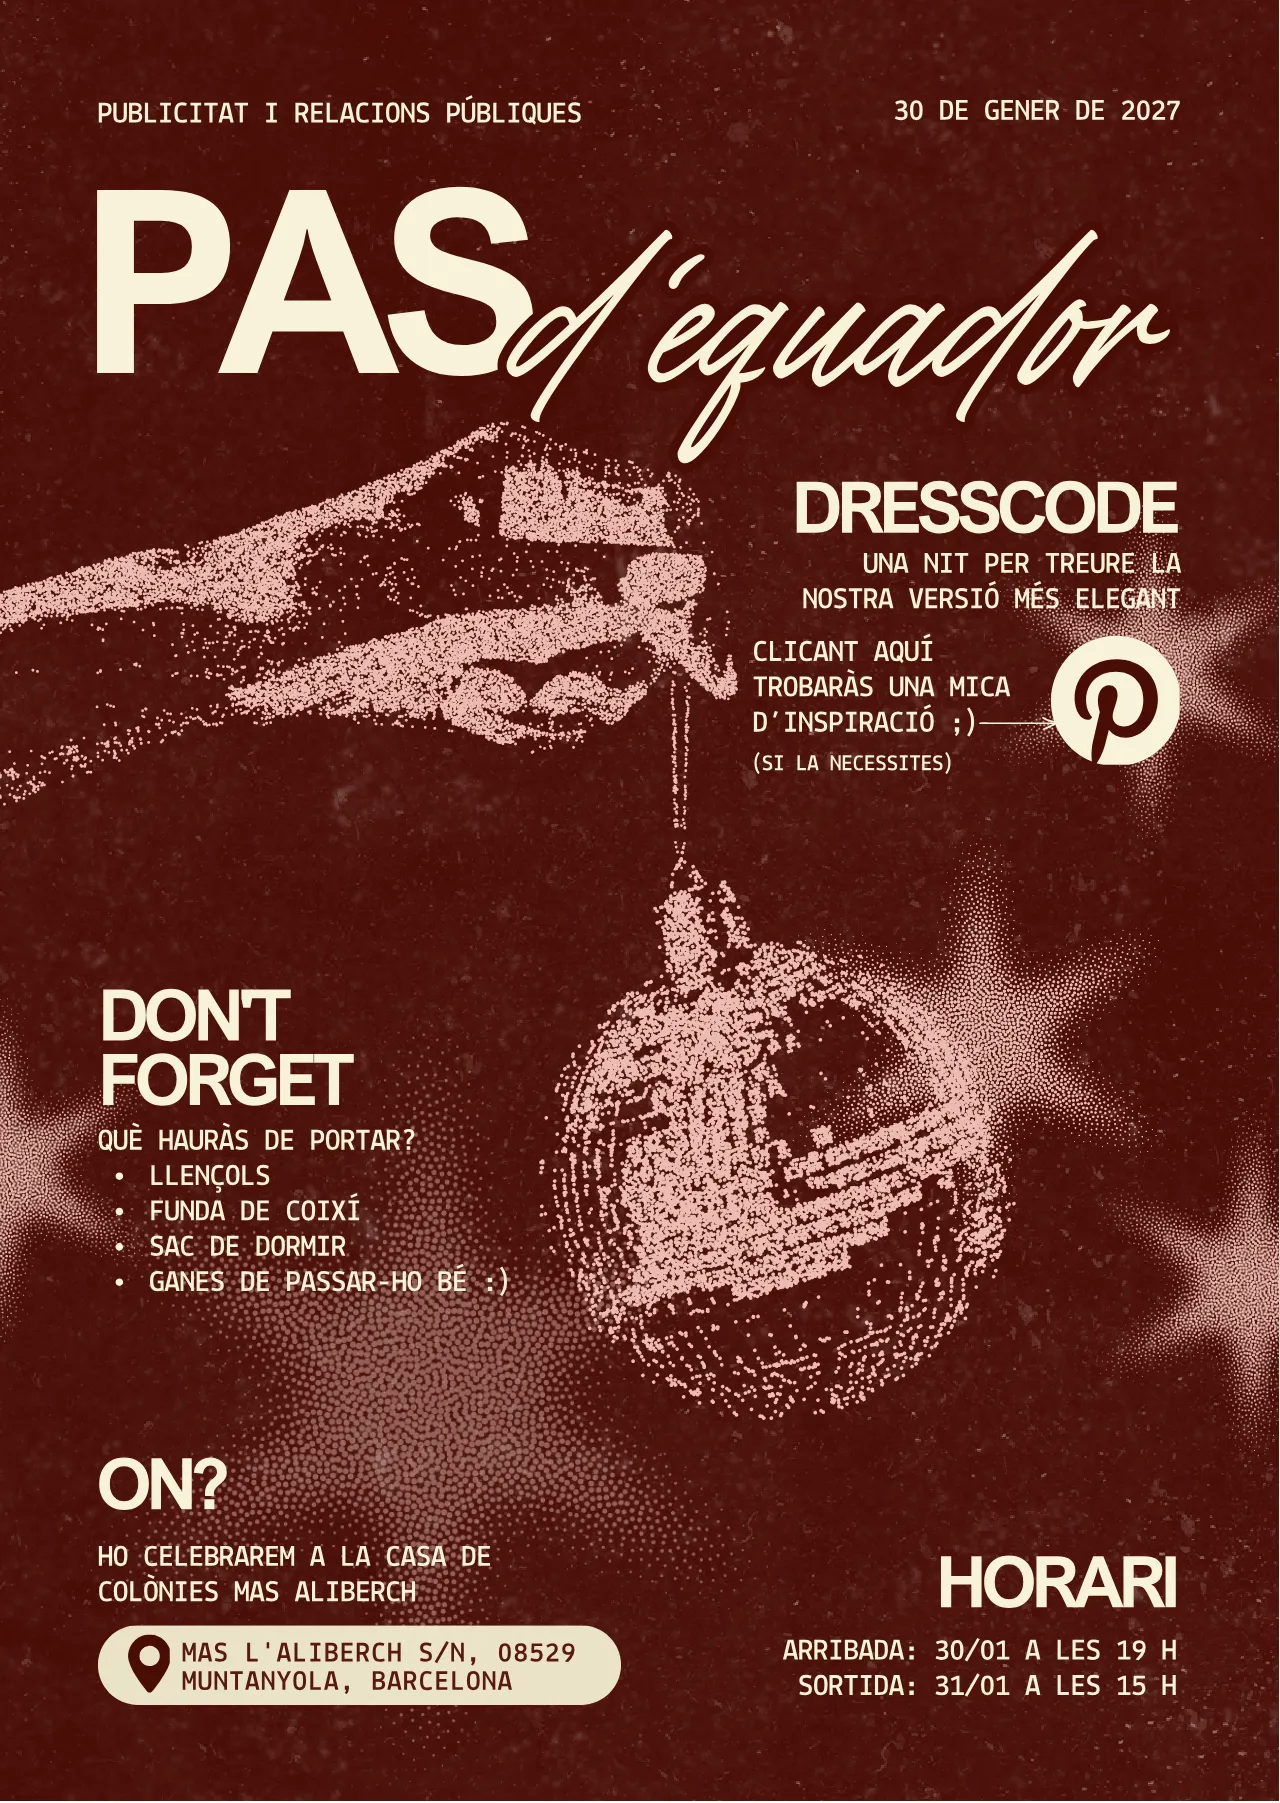 PUBLICITAT I RELACIONS PÚBLIQUES
30 DE GENER DE 2027
PAS d'equador
DRESSCODE
UNA NIT PER TREURE LA
NOSTRA VERSIÓ MÉS ELEGANT
CLICANT AQUÍ
TROBARÀS UNA MICA
D'INSPIRACIÓ ;)
(SI LA NECESSITES)
DON'T
FORGET
QUÈ HAURÀS DE PORTAR?
• LLENÇOLS
• FUNDA DE COIXÍ
• SAC DE DORMIR
• GANES DE PASSAR-HO BÉ :)
ON?
HO CELEBRAREM A LA CASA DE
COLÒNIES MAS ALIBERCH
MAS L'ALIBERCH S/N, 08529
MUNTANYOLA, BARCELONA
HORARI
ARRIBADA: 30/01 A LES 19 H
SORTIDA: 31/01 A LES 15 H